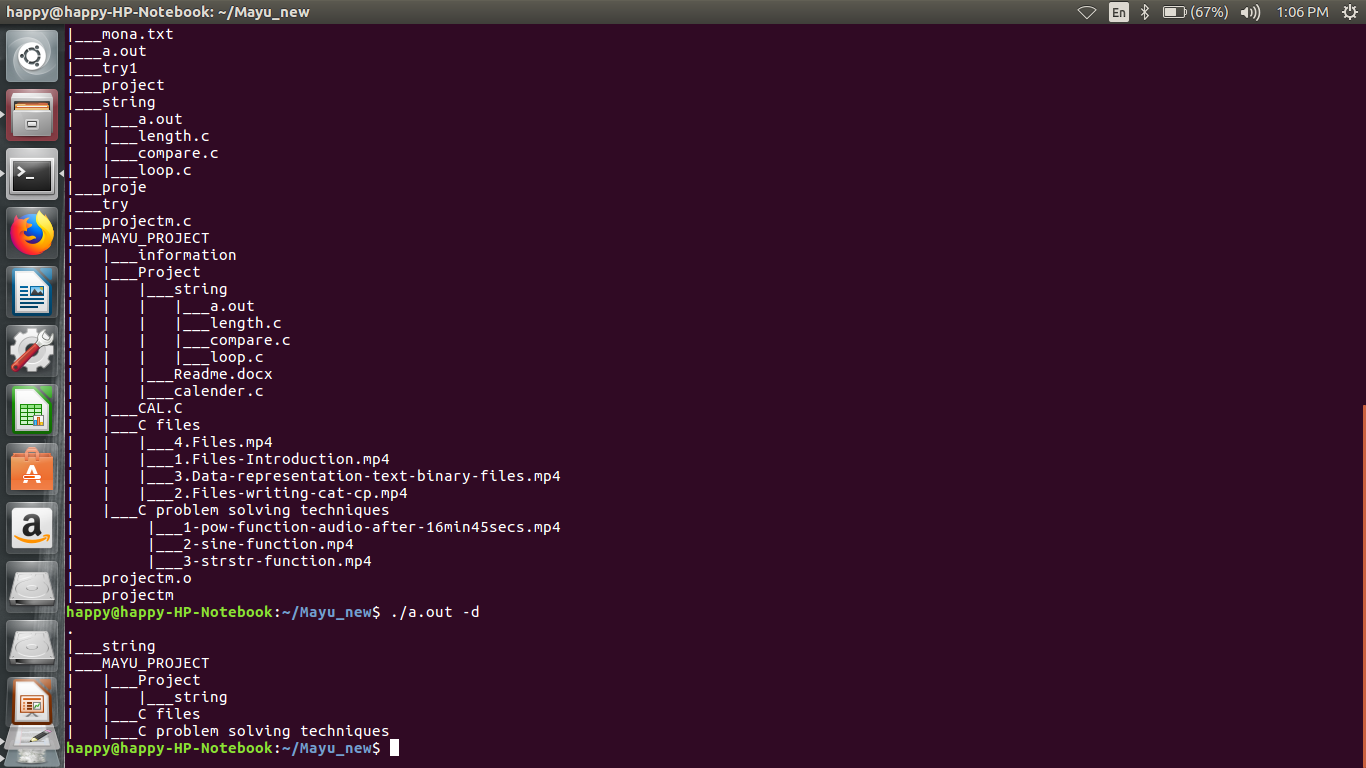 happy@happy-HP-Notebook: ~/Mayu_new En (67%) 1:06 PM
|___mona.txt
|___a.out
|___try1
|___project
|___string
|   |___a.out
|   |___length.c
|   |___compare.c
|   |___loop.c
|___proje
|___try
|___projectm.c
|___MAYU_PROJECT
|   |___information
|   |___Project
|   |   |___string
|   |   |   |___a.out
|   |   |   |___length.c
|   |   |   |___compare.c
|   |   |   |___loop.c
|   |   |___Readme.docx
|   |   |___calender.c
|   |___CAL.C
|   |___C files
|   |   |___4.Files.mp4
|   |   |___1.Files-Introduction.mp4
|   |   |___3.Data-representation-text-binary-files.mp4
|   |   |___2.Files-writing-cat-cp.mp4
|   |___C problem solving techniques
|        |___1-pow-function-audio-after-16min45secs.mp4
|        |___2-sine-function.mp4
|        |___3-strstr-function.mp4
|___projectm.o
|___projectm
happy@happy-HP-Notebook:~/Mayu_new$ ./a.out -d
.
|___string
|___MAYU_PROJECT
|   |___Project
|   |   |___string
|   |___C files
|   |___C problem solving techniques
happy@happy-HP-Notebook:~/Mayu_new$